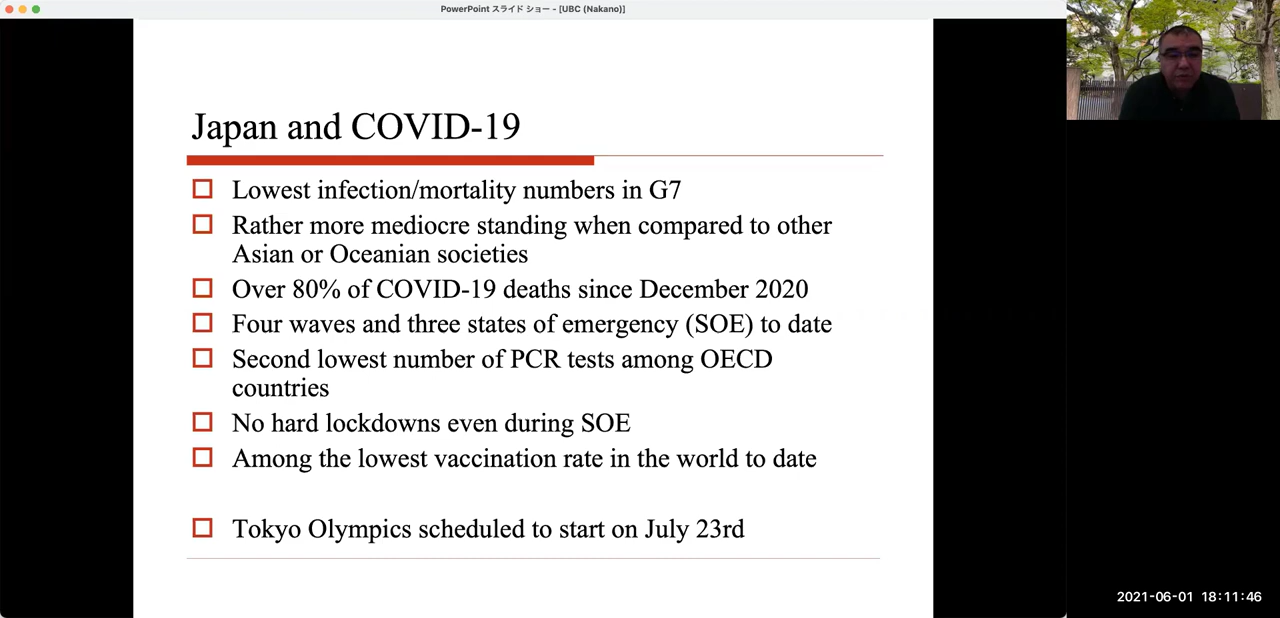 PowerPoint スライド ショー - [UBC (Nakano)]
Japan and COVID-19
Lowest infection/mortality numbers in G7
Rather more mediocre standing when compared to other
Asian or Oceanian societies
Over 80% of COVID-19 deaths since December 2020
Four waves and three states of emergency (SOE) to date
Second lowest number of PCR tests among OECD
countries
No hard lockdowns even during SOE
Among the lowest vaccination rate in the world to date
Tokyo Olympics scheduled to start on July 23rd
2021-06-01 18:11:46